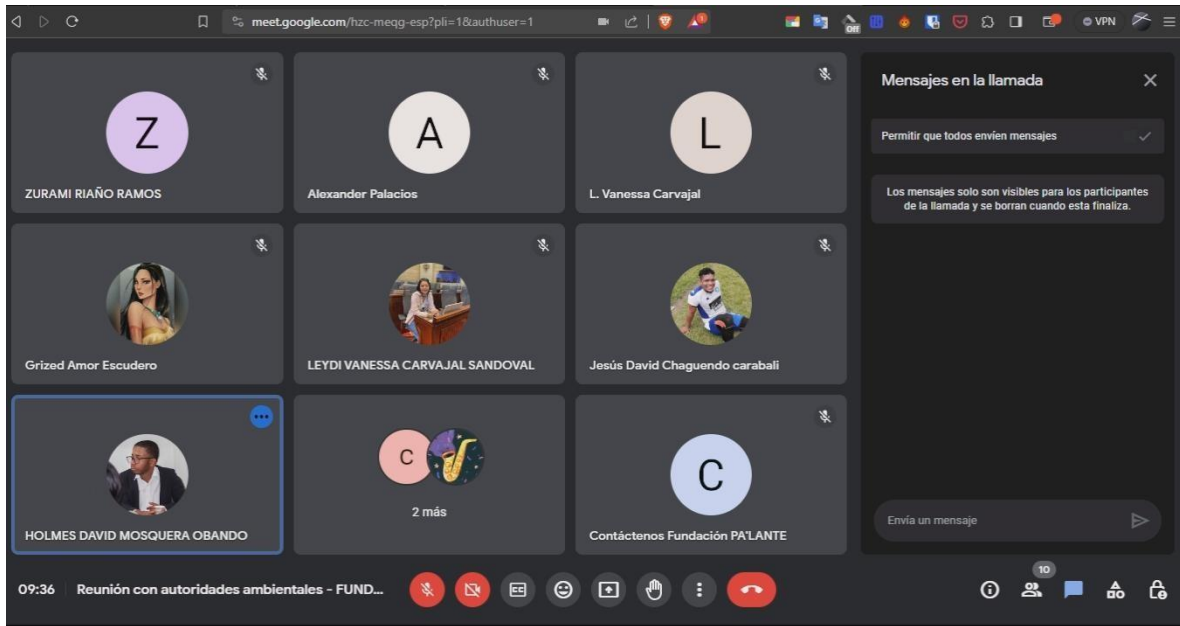 meet.google.com/hzc-meqg-esp?pli=1&authuser=1
1
Off
VPN
Z
ZURAMI RIAÑO RAMOS
A
Alexander Palacios
L
L. Vanessa Carvajal
Grized Amor Escudero
LEYDI VANESSA CARVAJAL SANDOVAL
Jesús David Chaguendo carabali
HOLMES DAVID MOSQUERA OBANDO
C
2 más
C
Contáctenos Fundación PA'LANTE
Mensajes en la llamada
Permitir que todos envíen mensajes
Los mensajes solo son visibles para los participantes
de la llamada y se borran cuando esta finaliza.
Envía un mensaje
09:36
Reunión con autoridades ambientales - FUND...
CC
10